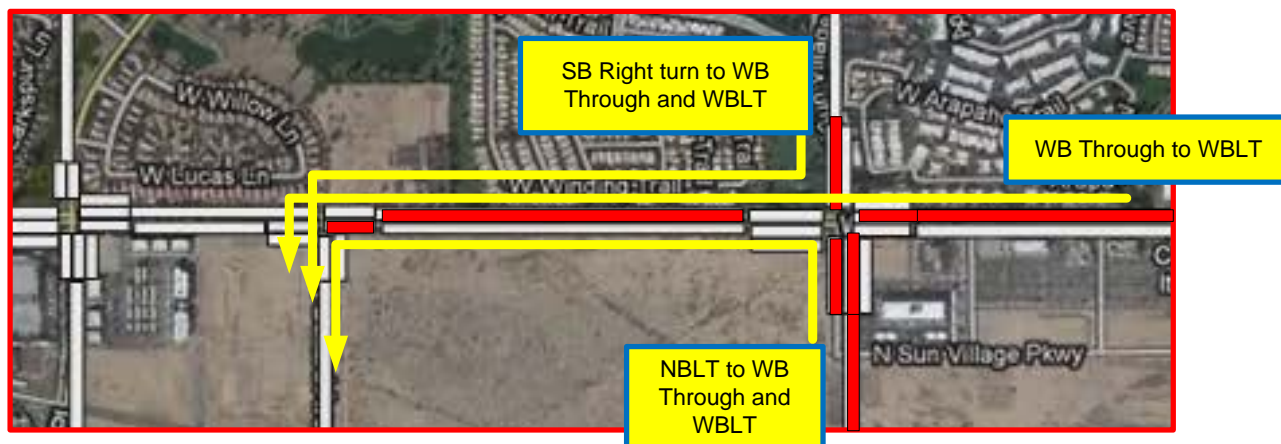 SB Right turn to WB
Through and WBLT
WB Through to WBLT
W Willow Ln
W Lucas Ln
W Arapaho Trail
W Winding Trail
N Sun Village Pkwy
NBLT to WB
Through and
WBLT